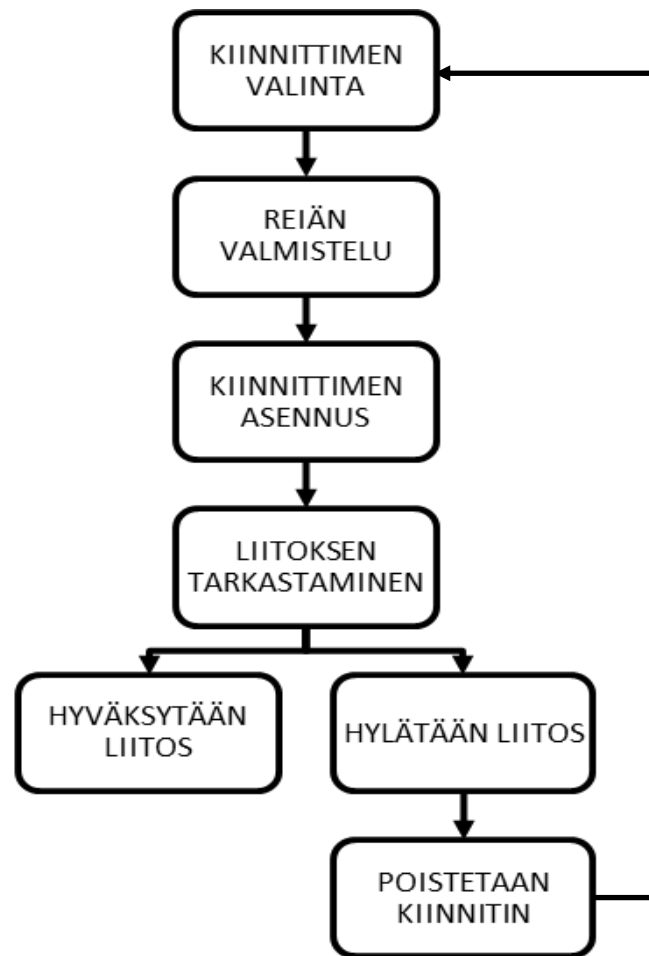 KIINNITTIMEN
VALINTA
REIÄN
VALMISTELU
KIINNITTIMEN
ASENNUS
LIITOKSEN
TARKASTAMINEN
HYVÄKSYTÄÄN
LIITOS
HYLÄTÄÄN LIITOS
POISTETAAN
KIINNITIN